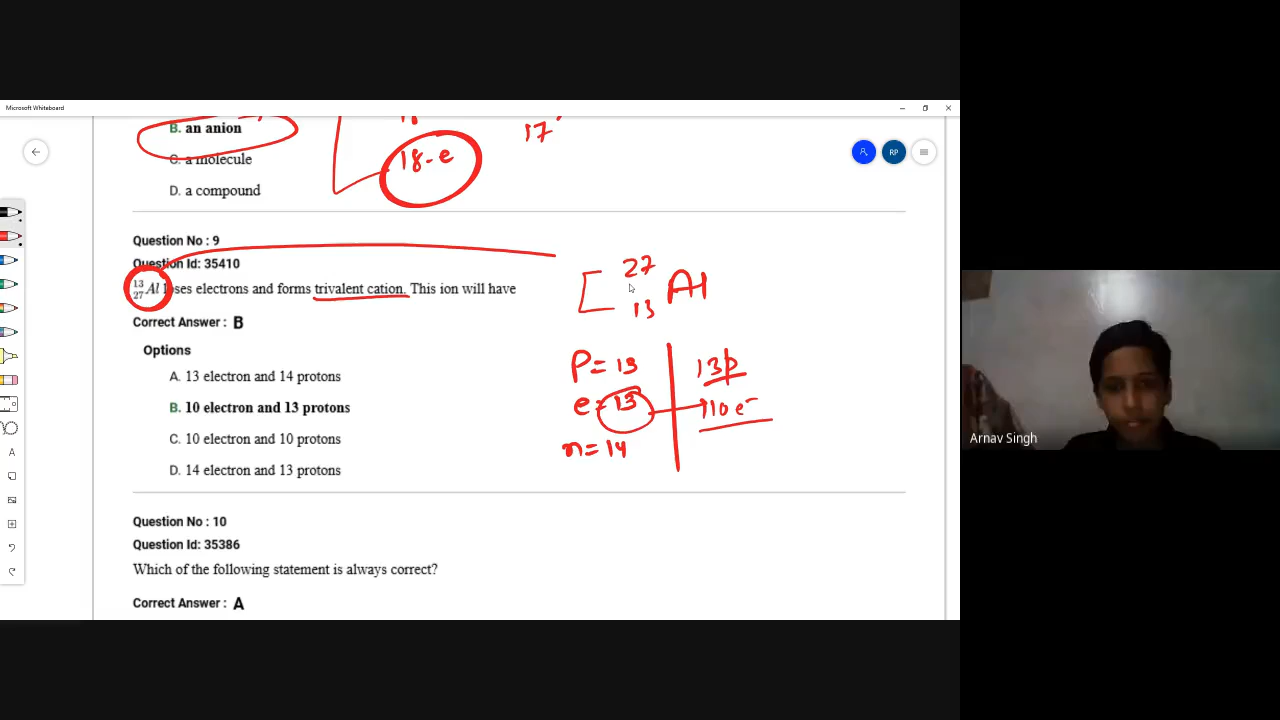 Microsoft Whiteboard
B. an anion
C. a molecule
D. a compound
18-e
17
RP
Question No : 9
Question Id: 35410
13
27 Al loses electrons and forms trivalent cation. This ion will have
Correct Answer : B
Options
A. 13 electron and 14 protons
B. 10 electron and 13 protons
C. 10 electron and 10 protons
D. 14 electron and 13 protons
27
13 Al
P = 13
e = 13
n = 14
13p
10 e-
Question No : 10
Question Id: 35386
Which of the following statement is always correct?
Correct Answer : A
A
Arnav Singh